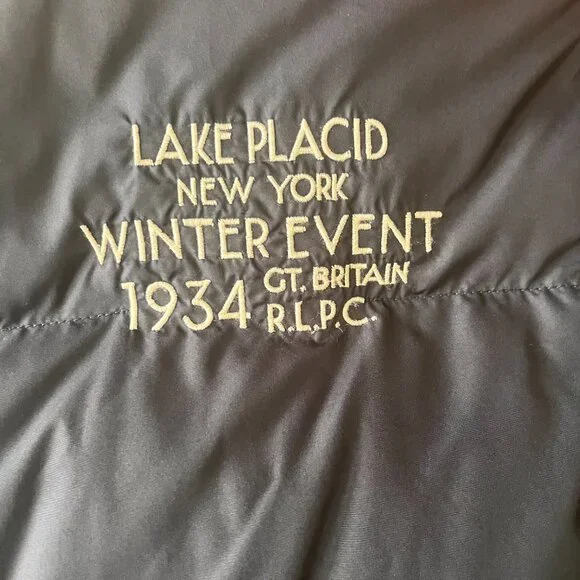 LAKE PLACID
NEW YORK
WINTER EVENT
1934 GT. BRITAIN
R.L.P.C.